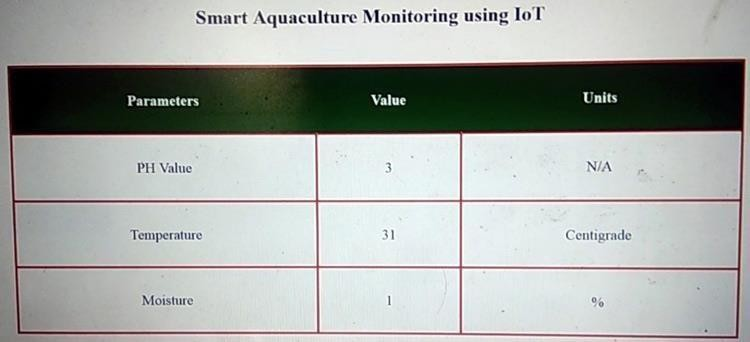 Smart Aquaculture Monitoring using IoT
Parameters Value Units
PH Value 3 N/A
Temperature 31 Centigrade
Moisture 1 %